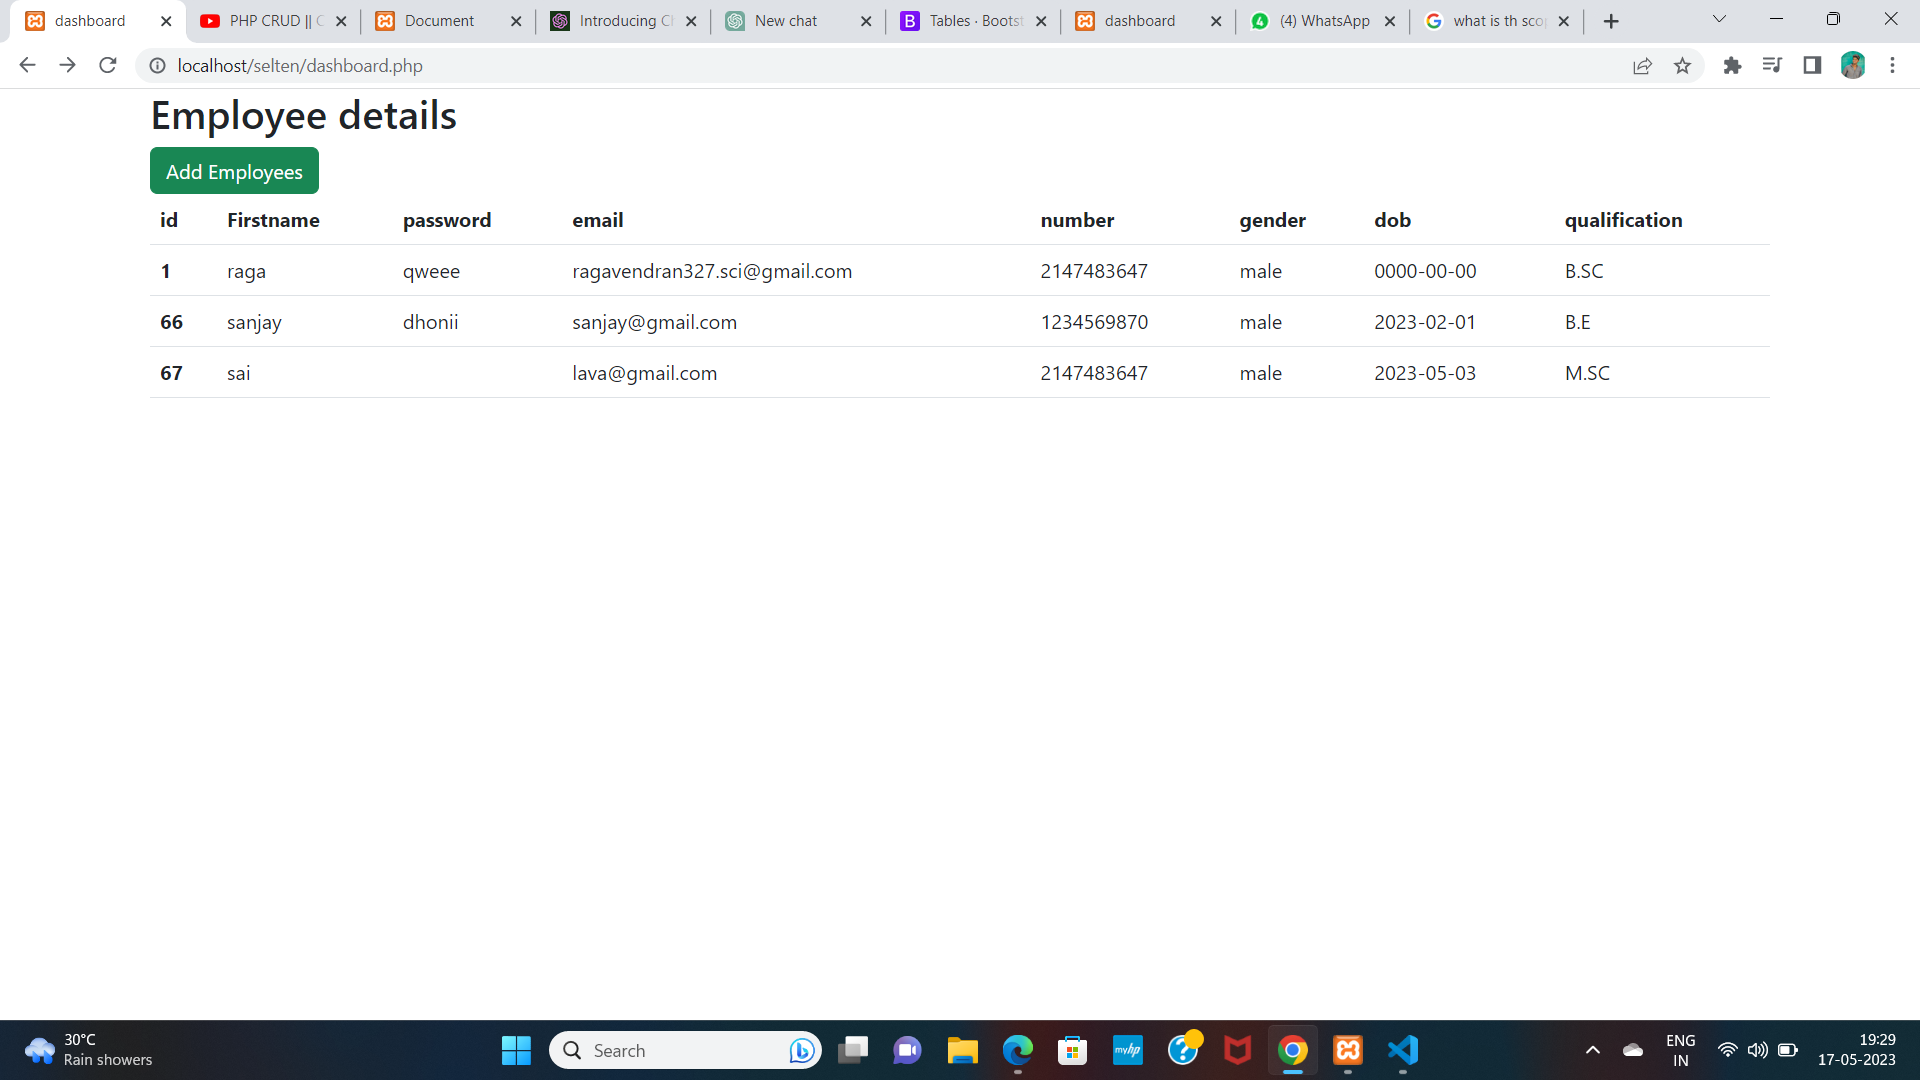 dashboard
PHP CRUD || C
Document
Introducing Ch
New chat
Tables · Bootst
dashboard
(4) WhatsApp
what is th scop
localhost/selten/dashboard.php
Employee details
Add Employees
id Firstname password email number gender dob qualification
1 raga qweee ragavendran327.sci@gmail.com 2147483647 male 0000-00-00 B.SC
66 sanjay dhonii sanjay@gmail.com 1234569870 male 2023-02-01 B.E
67 sai lava@gmail.com 2147483647 male 2023-05-03 M.SC
30°C
Rain showers
Search
myhp
ENG
IN
19:29
17-05-2023